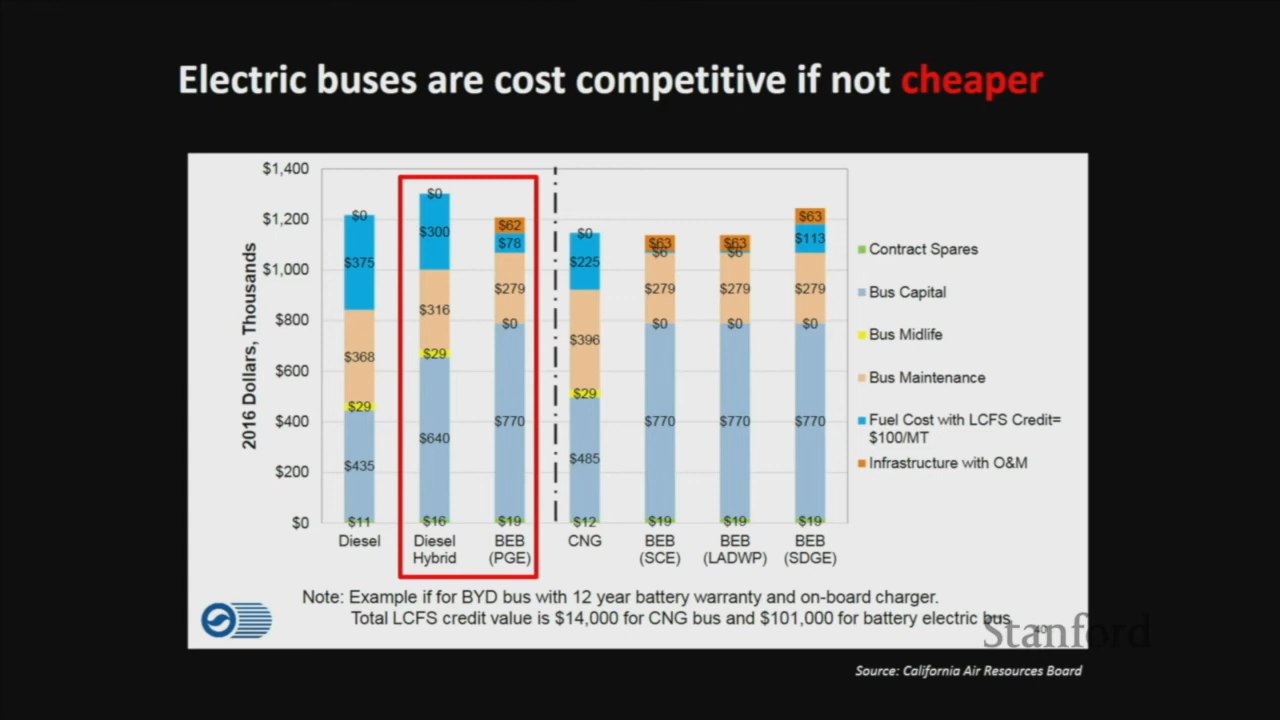 Electric buses are cost competitive if not cheaper
2016 Dollars, Thousands
$1,400
$1,200
$1,000
$800
$600
$400
$200
$0
$0
$375
$368
$29
$435
$11
$0
$300
$316
$29
$640
$16
$62
$78
$279
$0
$770
$19
$0
$225
$396
$29
$485
$12
$63
$6
$279
$0
$770
$19
$63
$6
$279
$0
$770
$19
$63
$113
$279
$0
$770
$19
Diesel
Diesel
Hybrid
BEB
(PGE)
CNG
BEB
(SCE)
BEB
(LADWP)
BEB
(SDGE)
Contract Spares
Bus Capital
Bus Midlife
Bus Maintenance
Fuel Cost with LCFS Credit=
$100/MT
Infrastructure with O&M
Note: Example if for BYD bus with 12 year battery warranty and on-board charger.
Total LCFS credit value is $14,000 for CNG bus and $101,000 for battery electric bus.
Stanford
Source: California Air Resources Board